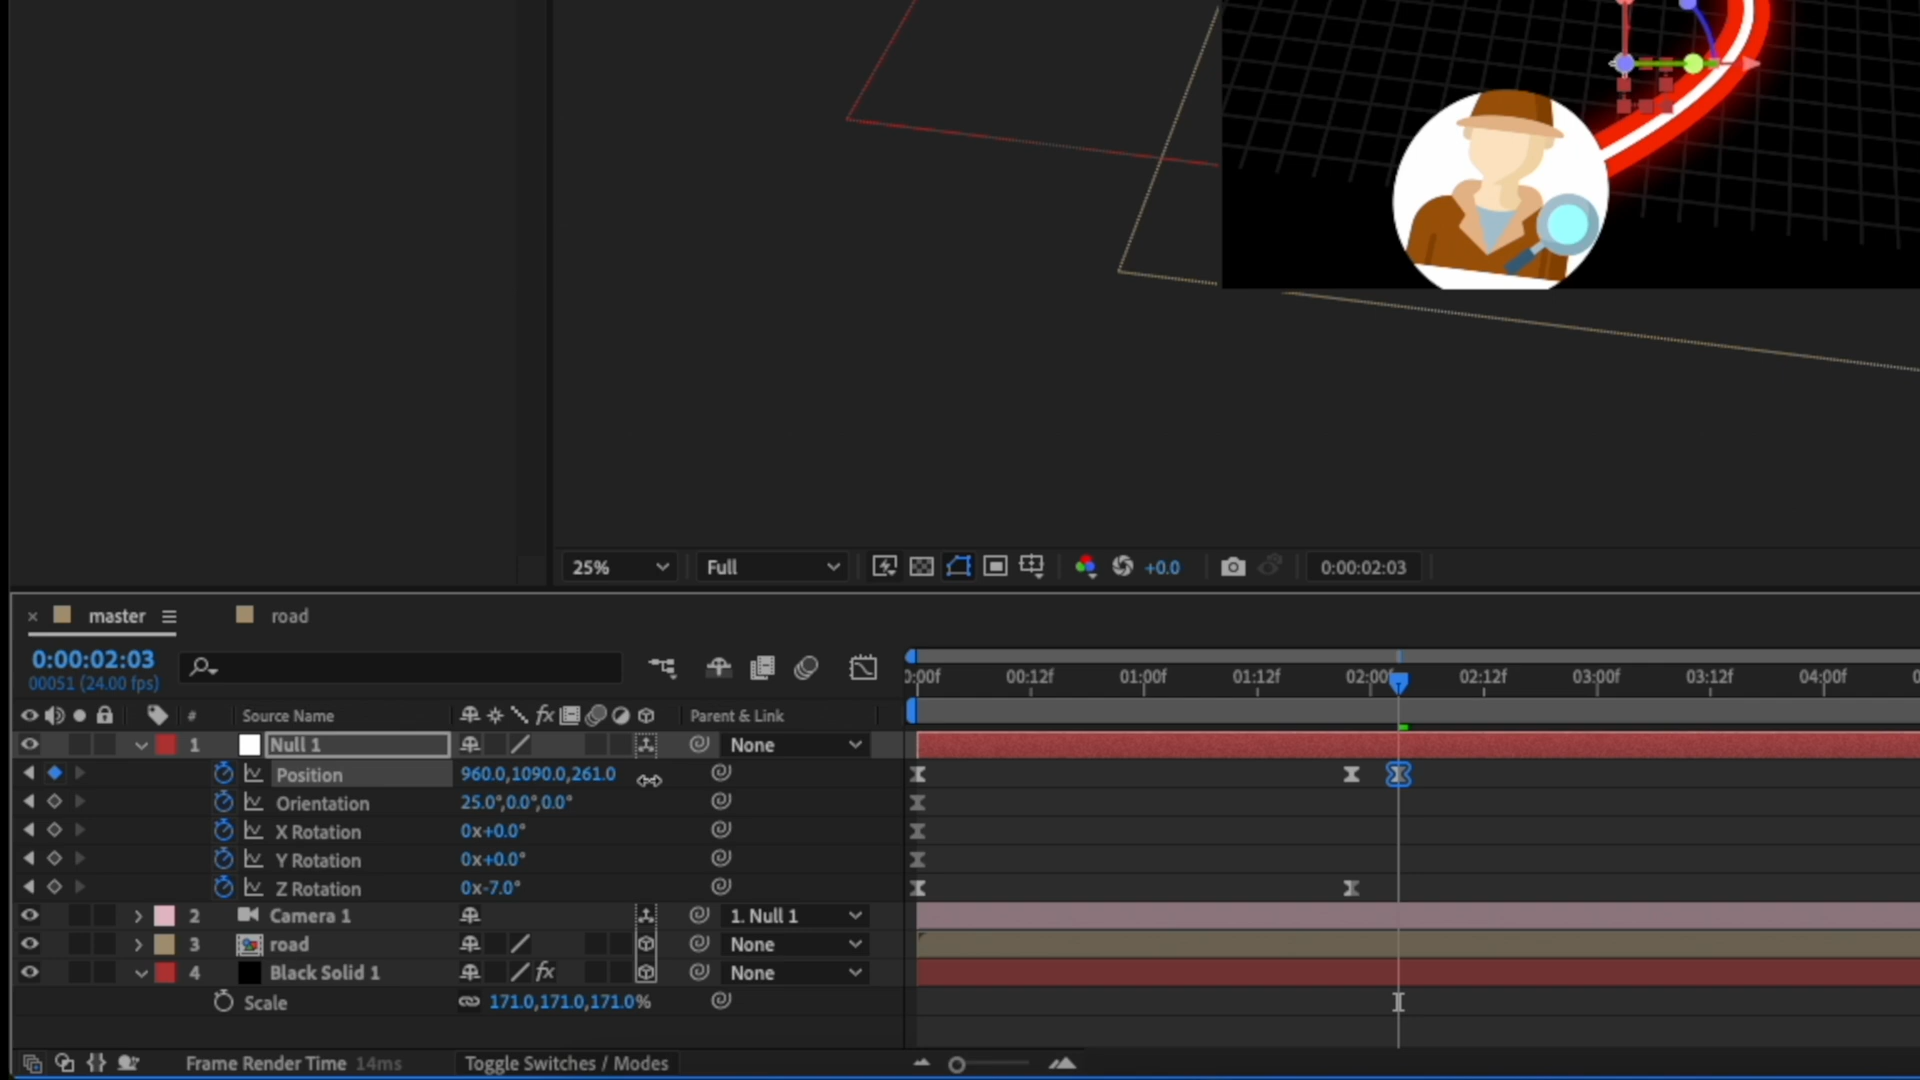 25% Full +0.0 0:00:02:03
× master road
0:00:02:03
00051 (24.00 fps)
0:00f 00:12f 01:00f 01:12f 02:00f 02:12f 03:00f 03:12f 04:00f
# Source Name fx Parent & Link
1 Null 1 None
Position 960.0,1090.0,261.0
Orientation 25.0°,0.0°,0.0°
X Rotation 0x+0.0°
Y Rotation 0x+0.0°
Z Rotation 0x-7.0°
2 Camera 1 1. Null 1
3 road None
4 Black Solid 1 fx None
Scale 171.0,171.0,171.0%
Frame Render Time 14ms Toggle Switches / Modes